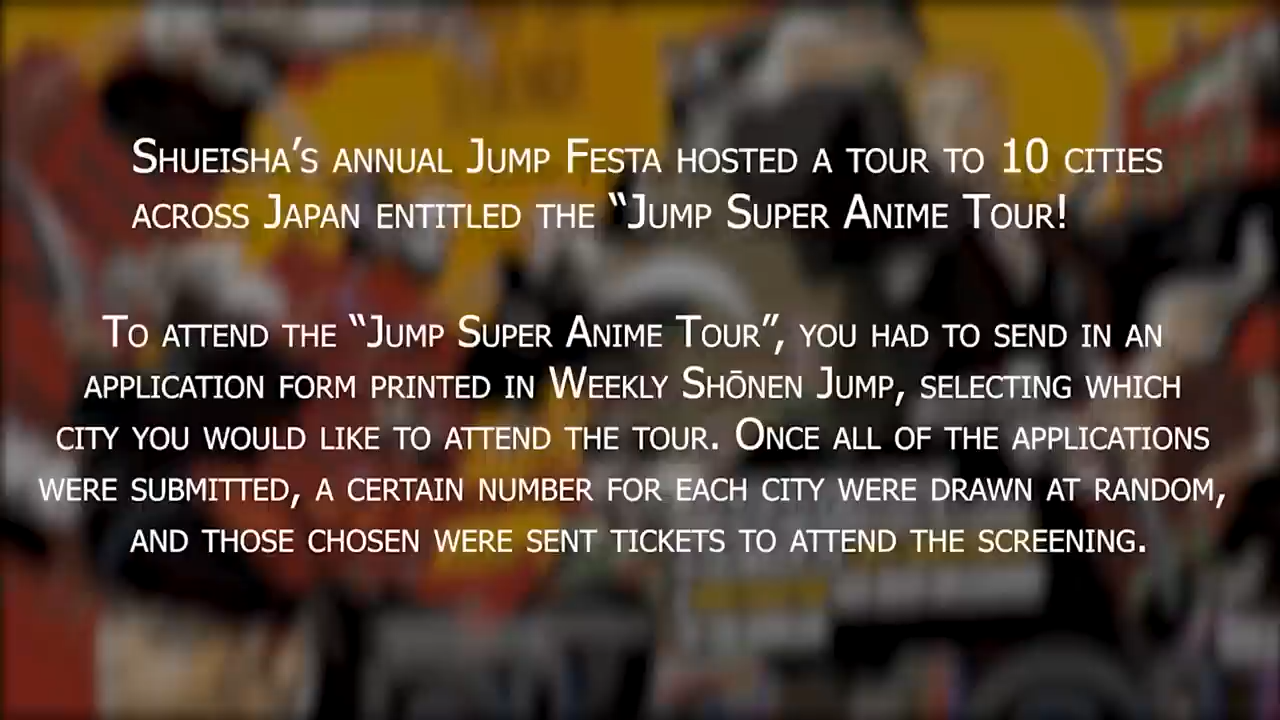 Shueisha’s annual Jump Festa hosted a tour to 10 cities
across Japan entitled the “Jump Super Anime Tour!
To attend the “Jump Super Anime Tour”, you had to send in an
application form printed in Weekly Shōnen Jump, selecting which
city you would like to attend the tour. Once all of the applications
were submitted, a certain number for each city were drawn at random,
and those chosen were sent tickets to attend the screening.